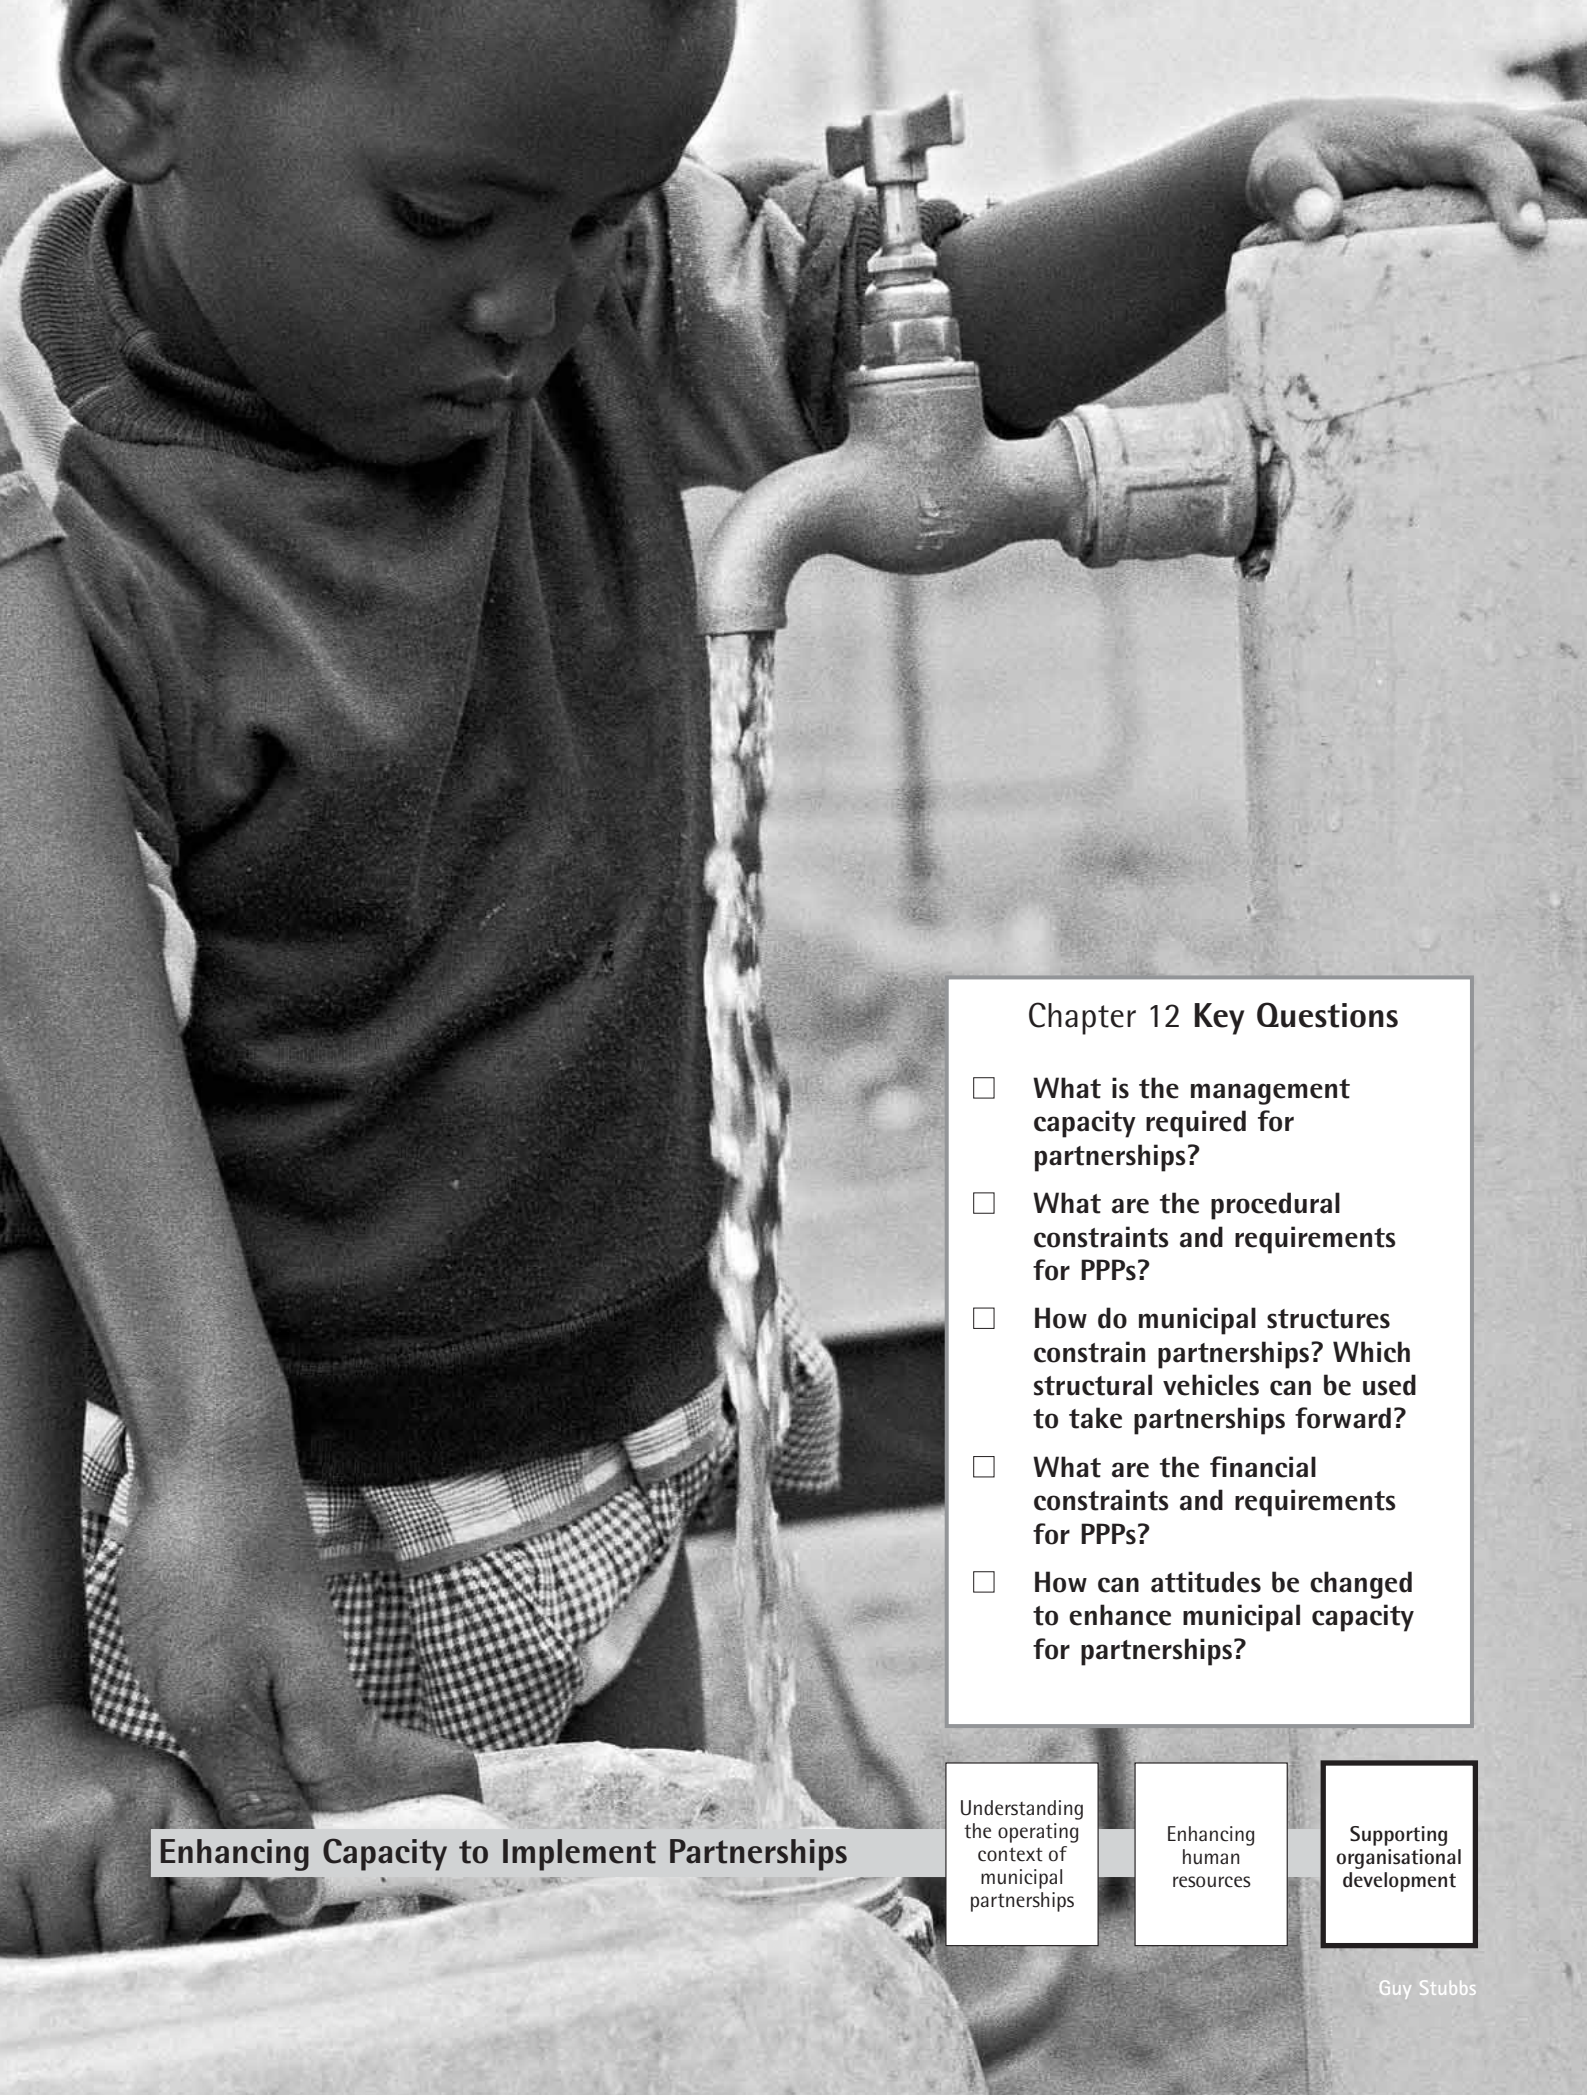 Chapter 12 Key Questions
□ What is the management
capacity required for
partnerships?
□ What are the procedural
constraints and requirements
for PPPs?
□ How do municipal structures
constrain partnerships? Which
structural vehicles can be used
to take partnerships forward?
□ What are the financial
constraints and requirements
for PPPs?
□ How can attitudes be changed
to enhance municipal capacity
for partnerships?
Enhancing Capacity to Implement Partnerships
Understanding
the operating
context of
municipal
partnerships
Enhancing
human
resources
Supporting
organisational
development
Guy Stubbs